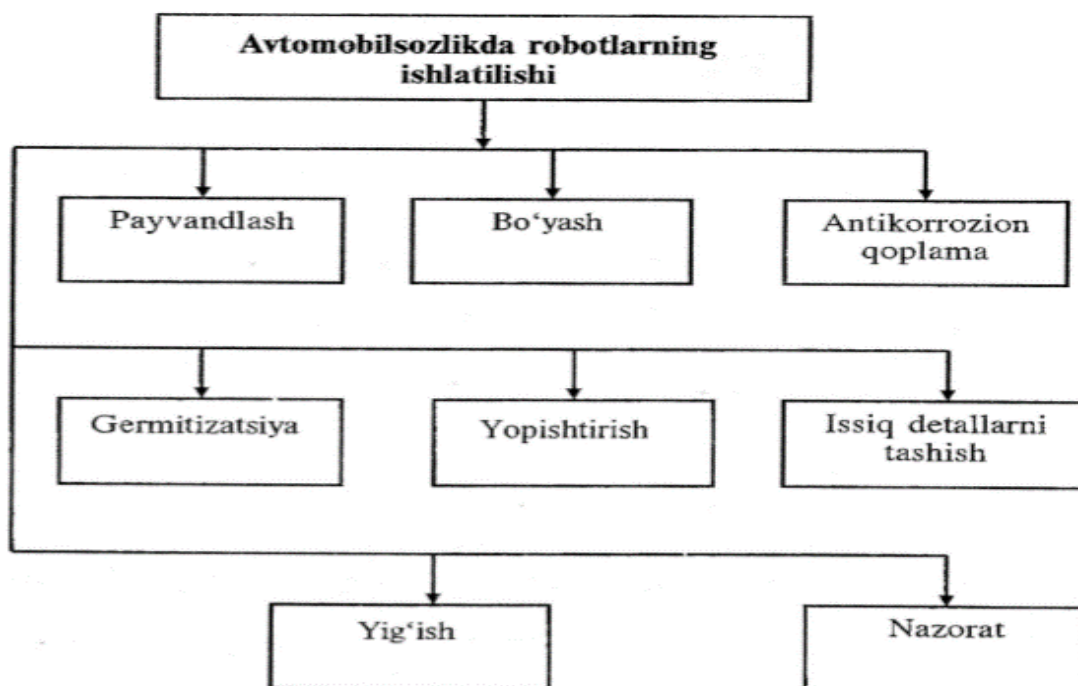 Avtomobilsozlikda robotlarning
ishlatilishi
Payvandlash
Bo‘yash
Antikorrozion
qoplama
Germitizatsiya
Yopishtirish
Issiq detallarni
tashish
Yig‘ish
Nazorat